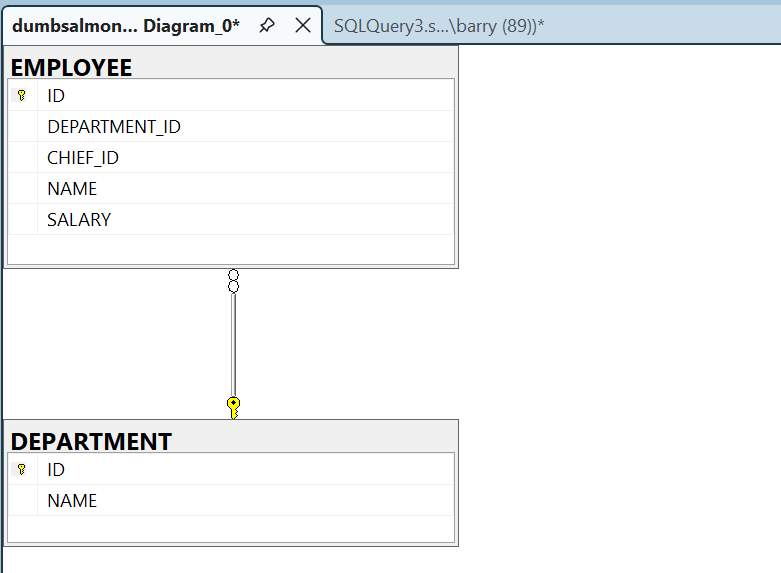 dumbsalmon... Diagram_0*
SQLQuery3.s...\barry (89))*
EMPLOYEE
ID
DEPARTMENT_ID
CHIEF_ID
NAME
SALARY
DEPARTMENT
ID
NAME